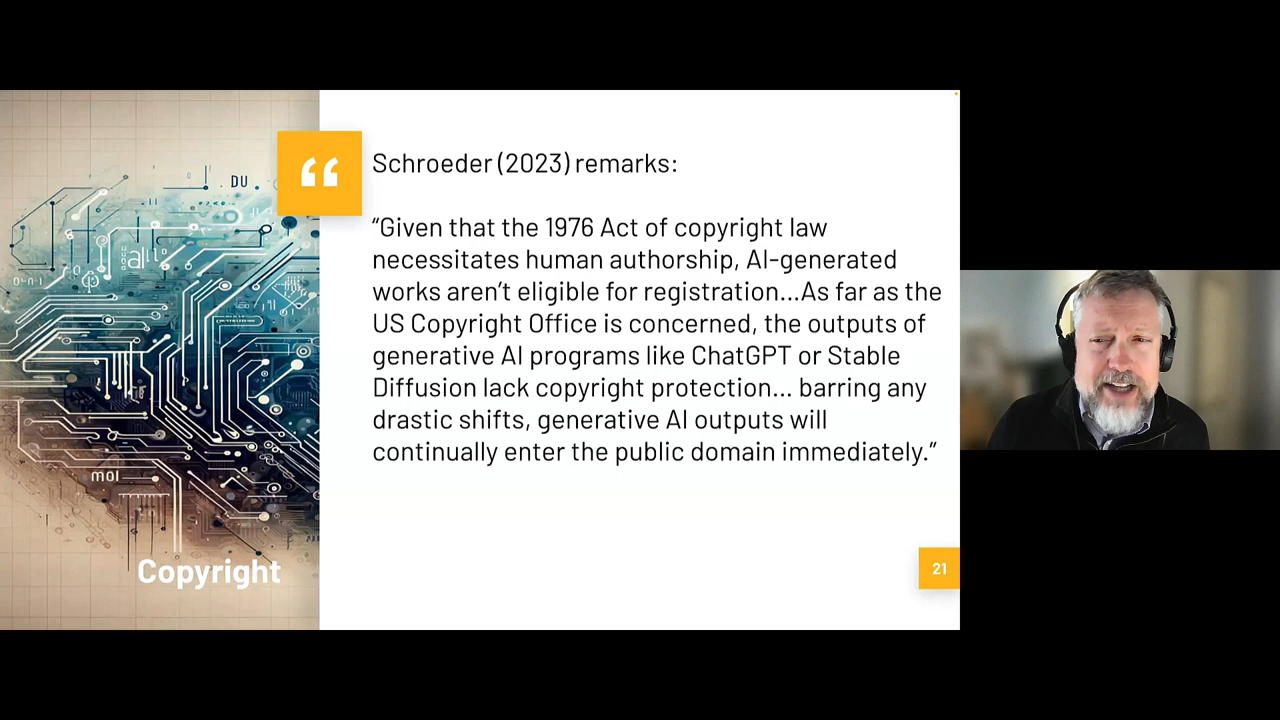 “
Schroeder (2023) remarks:
“Given that the 1976 Act of copyright law
necessitates human authorship, AI-generated
works aren’t eligible for registration...As far as the
US Copyright Office is concerned, the outputs of
generative AI programs like ChatGPT or Stable
Diffusion lack copyright protection... barring any
drastic shifts, generative AI outputs will
continually enter the public domain immediately.”
DU
mol
Copyright
21